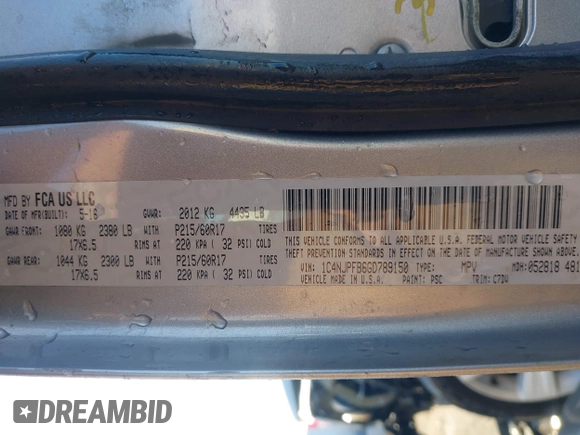 MFD BY FCA US LLC
DATE OF MFR(BUILT): 5-16 GVWR: 2012 KG 4435 LB
GAWR FRONT: 1080 KG 2380 LB WITH P215/60R17 TIRES
17X6.5 RIMS AT 220 KPA ( 32 PSI) COLD
GAWR REAR: 1044 KG 2300 LB WITH P215/60R17 TIRES
17X6.5 RIMS AT 220 KPA ( 32 PSI) COLD
THIS VEHICLE CONFORMS TO ALL APPLICABLE U.S.A. FEDERAL MOTOR VEHICLE SAFETY
BUMPER, AND THEFT PREVENTION STANDARDS IN EFFECT ON THE DATE
OF MANUFACTURE SHOWN ABOVE.
VIN: 1C4NJPFB6GD789150 TYPE: MPV MDH: 052818 481
VEHICLE MADE IN U.S.A. PAINT: PSC TRIM: C7DV
DREAMBID